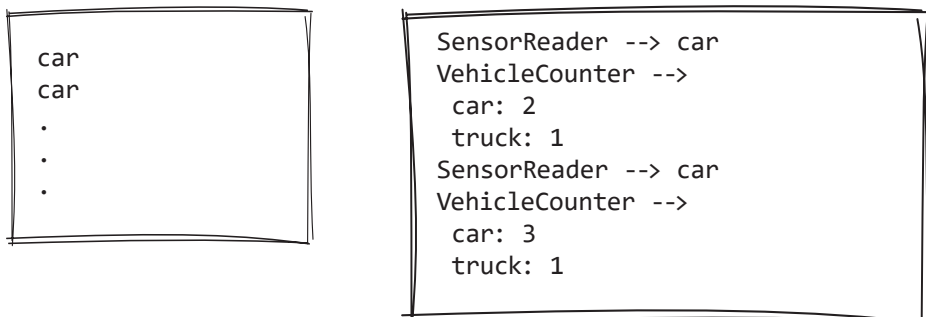 car
car
.
.
.
SensorReader --> car
VehicleCounter -->
car: 2
truck: 1
SensorReader --> car
VehicleCounter -->
car: 3
truck: 1